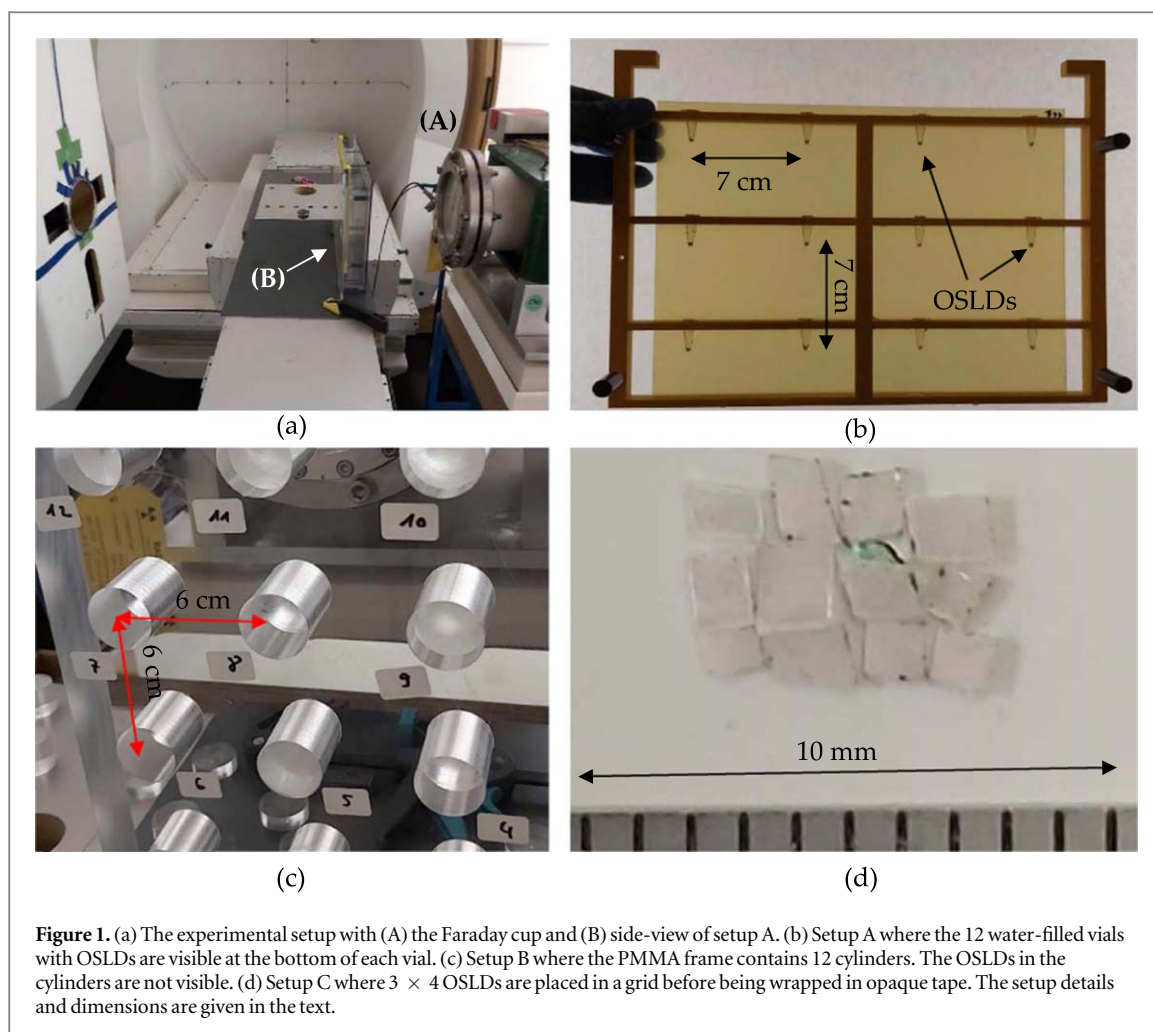 (A)
(B)
(a)
7 cm
7 cm
OSLDs
(b)
12
11
10
6 cm
6 cm
7
8
9
6
5
4
(c)
10 mm
(d)
Figure 1. (a) The experimental setup with (A) the Faraday cup and (B) side-view of setup A. (b) Setup A where the 12 water-filled vials
with OSLDs are visible at the bottom of each vial. (c) Setup B where the PMMA frame contains 12 cylinders. The OSLDs in the
cylinders are not visible. (d) Setup C where 3 × 4 OSLDs are placed in a grid before being wrapped in opaque tape. The setup details
and dimensions are given in the text.